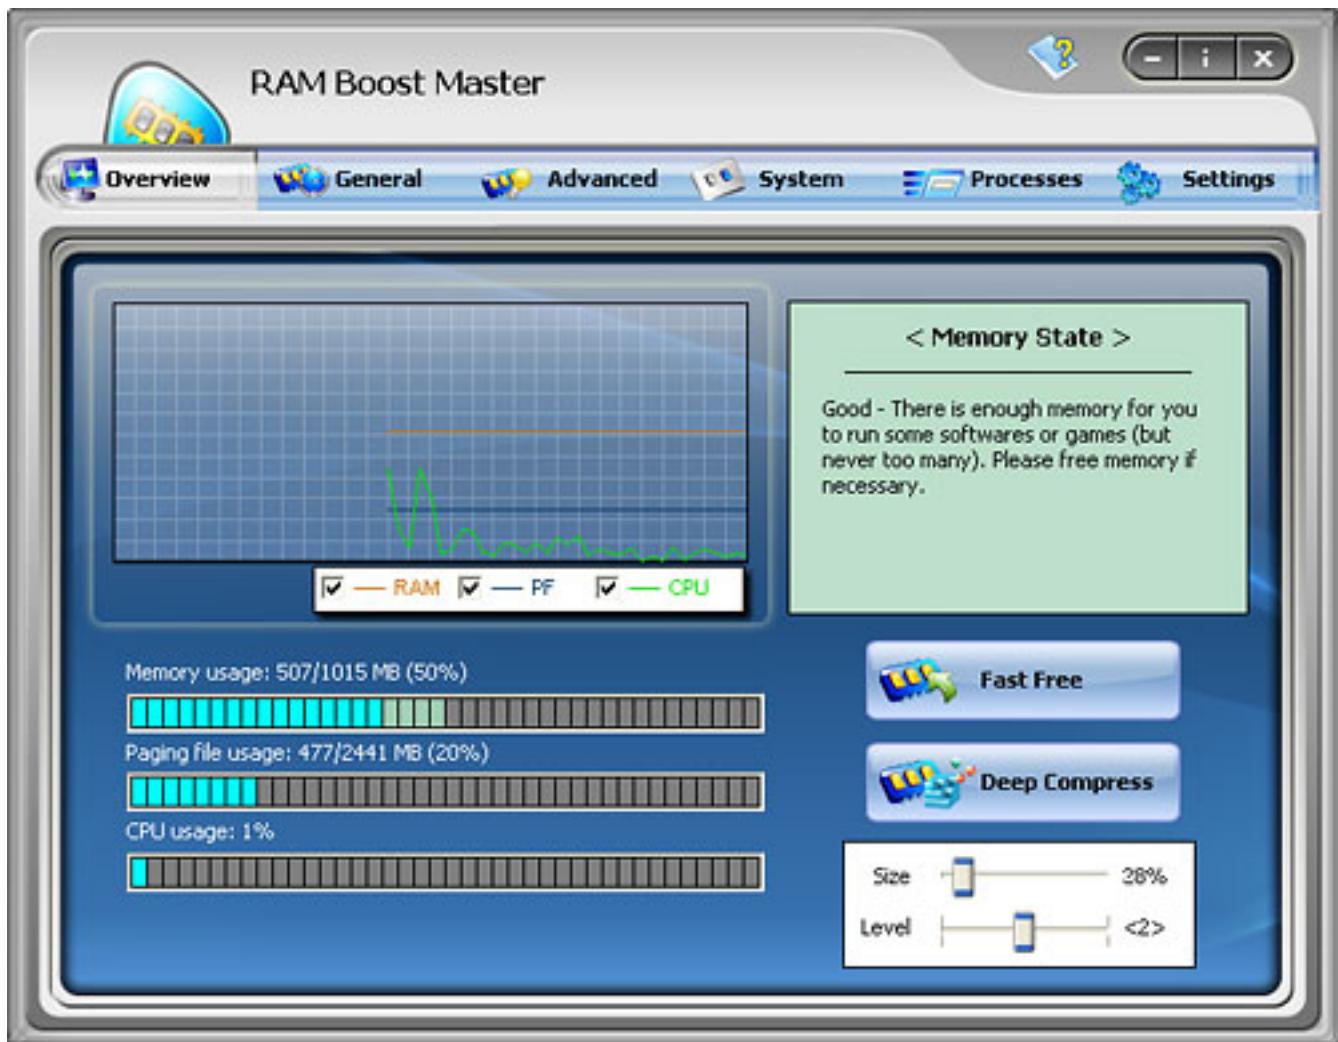 RAM Boost Master
Overview General Advanced System Processes Settings
< Memory State >
Good - There is enough memory for you
to run some softwares or games (but
never too many). Please free memory if
necessary.
RAM PF CPU
Memory usage: 507/1015 MB (50%)
Paging file usage: 477/2441 MB (20%)
CPU usage: 1%
Fast Free
Deep Compress
Size 28%
Level <2>